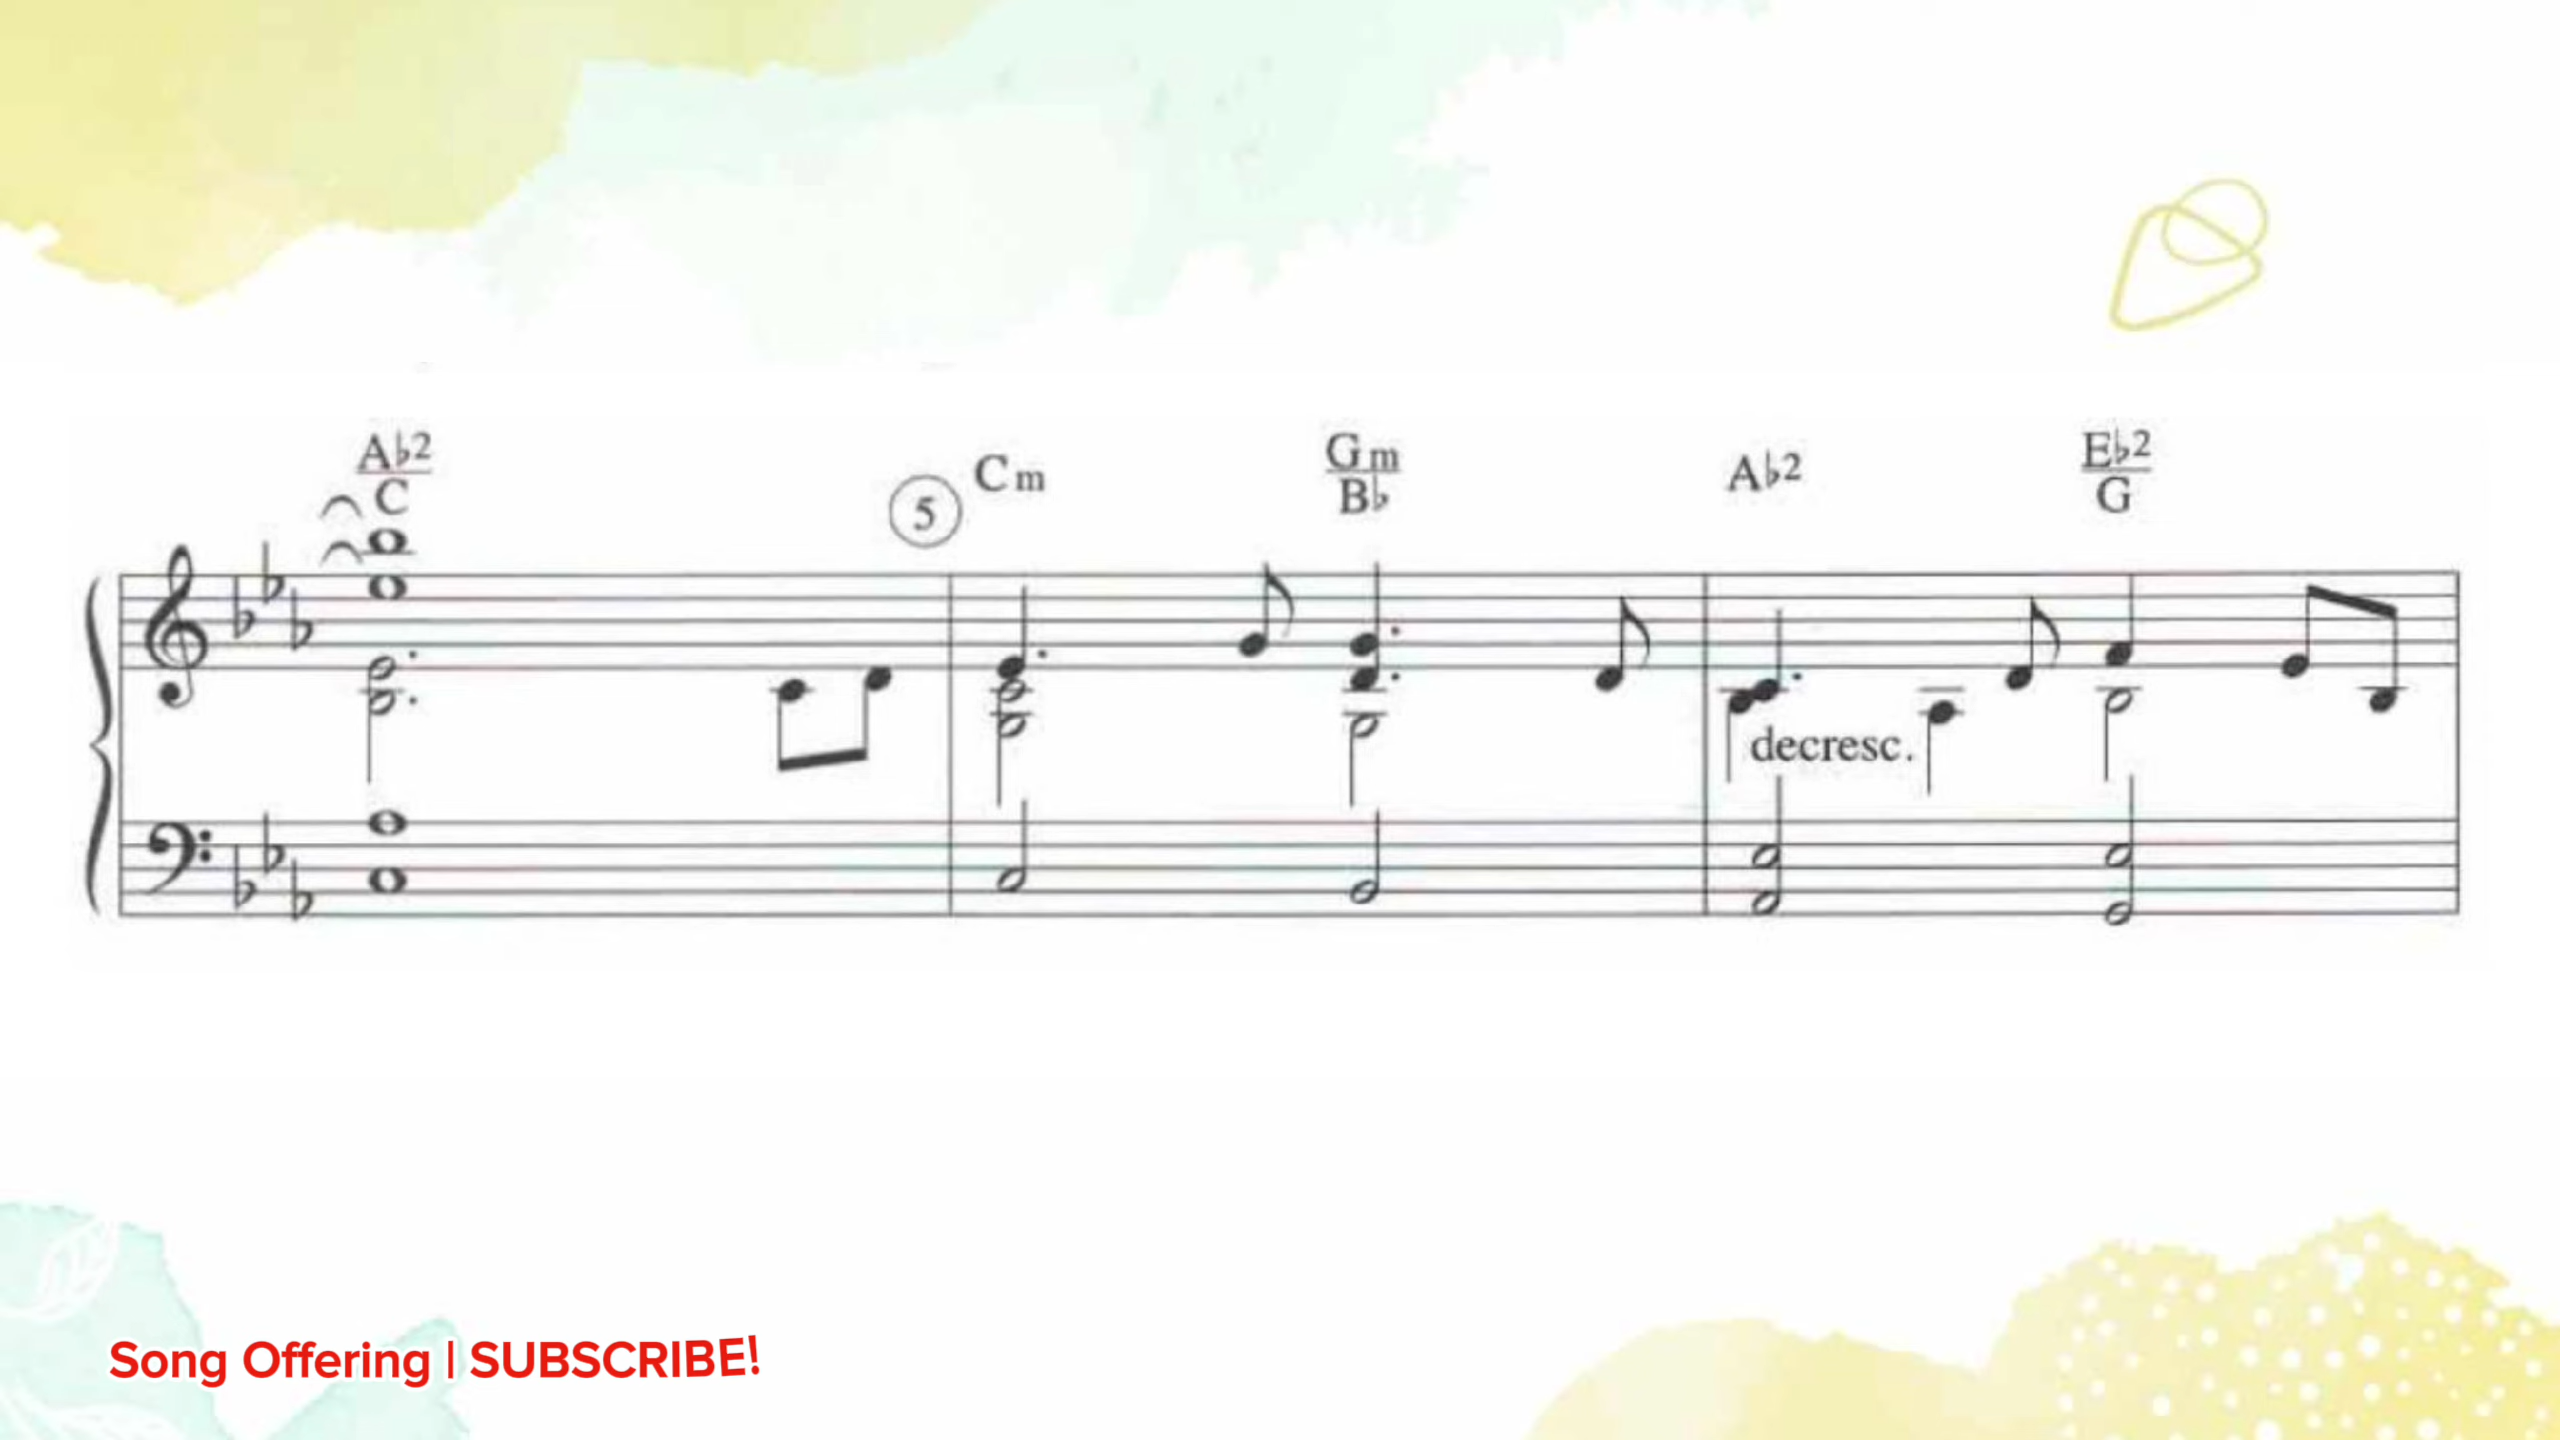 A♭2 Gm E♭2
C 5 Cm B♭ A♭2 G
decresc.
Song Offering | SUBSCRIBE!